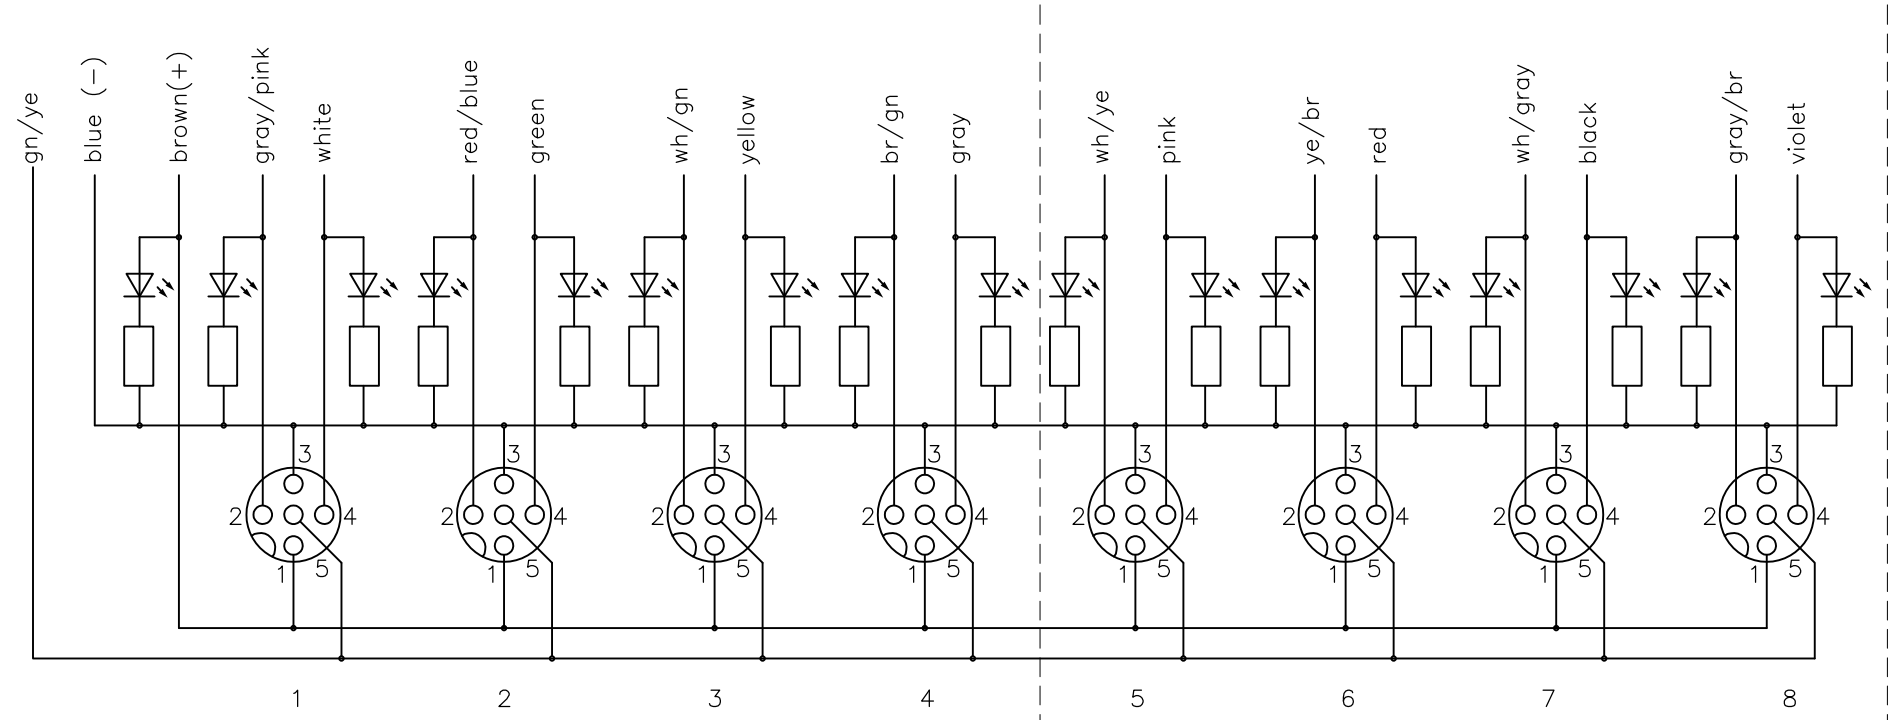 gn/ye
blue (-)
brown(+)
gray/pink
white
red/blue
green
wh/gn
yellow
br/gn
gray
wh/ye
pink
ye/br
red
wh/gray
black
gray/br
violet
3 3 3 3 3 3 3 3
2 4 2 4 2 4 2 4 2 4 2 4 2 4 2 4
1 5 1 5 1 5 1 5 1 5 1 5 1 5 1 5
1 2 3 4 5 6 7 8